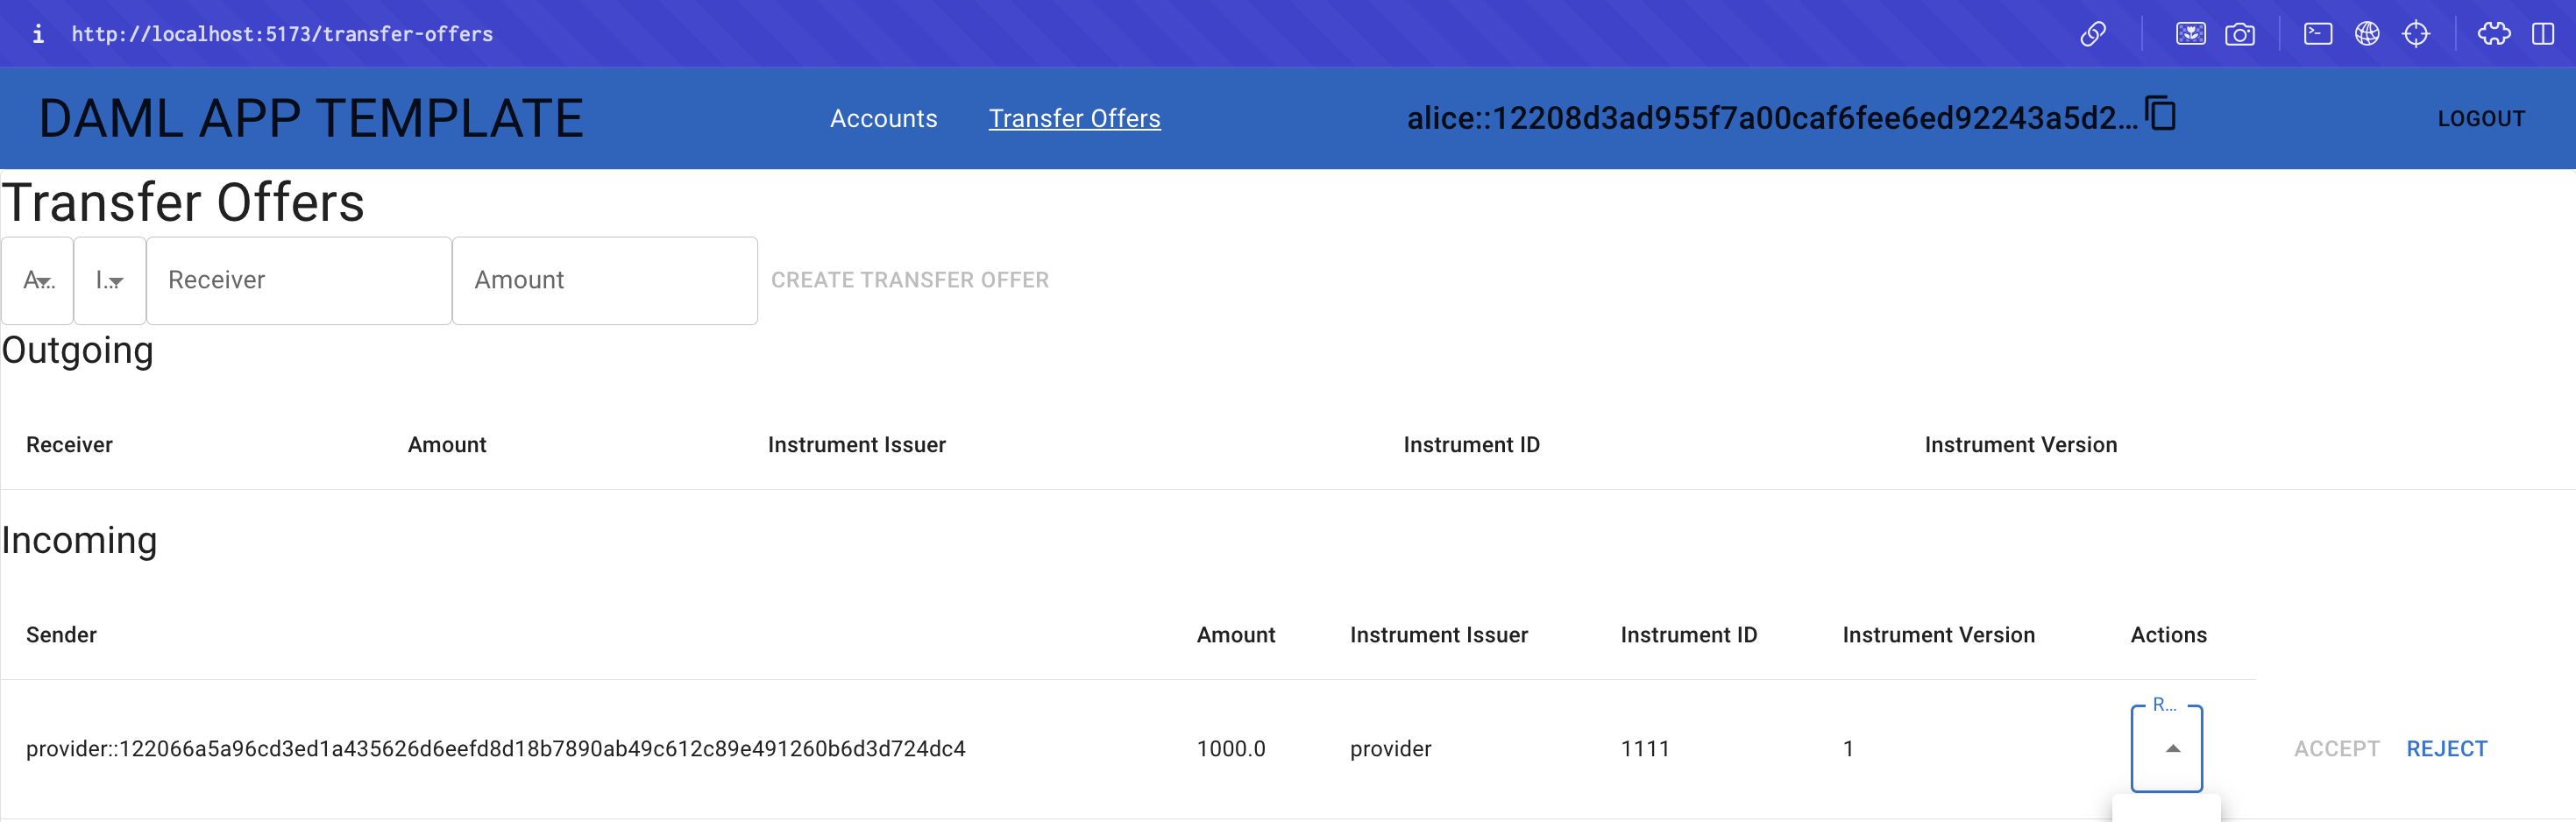 http://localhost:5173/transfer-offers
DAML APP TEMPLATE
Accounts
Transfer Offers
alice::12208d3ad955f7a00caf6fee6ed92243a5d2...
LOGOUT
Transfer Offers
A...
I...
Receiver
Amount
CREATE TRANSFER OFFER
Outgoing
Receiver Amount Instrument Issuer Instrument ID Instrument Version
Incoming
Sender Amount Instrument Issuer Instrument ID Instrument Version Actions
R...
provider::122066a5a96cd3ed1a435626d6eefd8d18b7890ab49c612c89e491260b6d3d724dc4 1000.0 provider 1111 1 ACCEPT REJECT